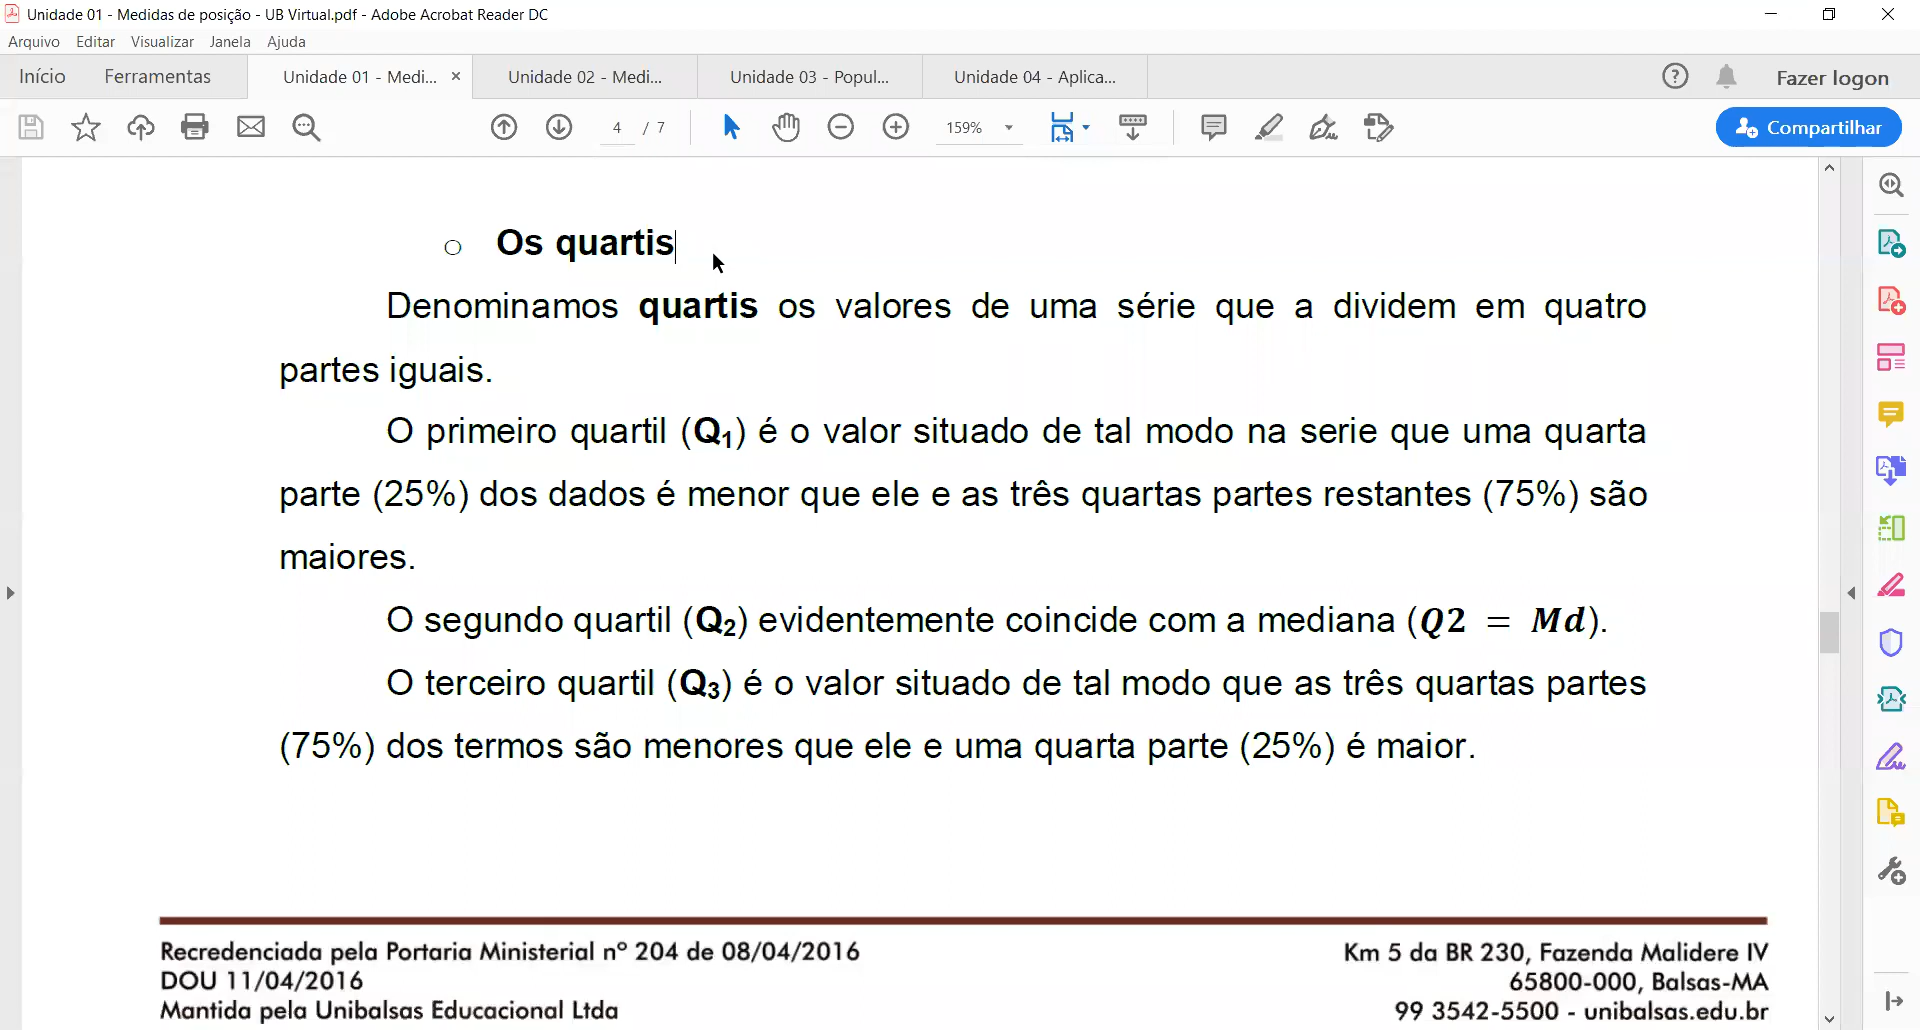 Unidade 01 - Medidas de posição - UB Virtual.pdf - Adobe Acrobat Reader DC
Arquivo Editar Visualizar Janela Ajuda
Início Ferramentas Unidade 01 - Medi... × Unidade 02 - Medi... Unidade 03 - Popul... Unidade 04 - Aplica... Fazer logon
4 / 7 159% Compartilhar
○ Os quartis
Denominamos quartis os valores de uma série que a dividem em quatro
partes iguais.
O primeiro quartil (Q₁) é o valor situado de tal modo na serie que uma quarta
parte (25%) dos dados é menor que ele e as três quartas partes restantes (75%) são
maiores.
O segundo quartil (Q₂) evidentemente coincide com a mediana (Q2 = Md).
O terceiro quartil (Q₃) é o valor situado de tal modo que as três quartas partes
(75%) dos termos são menores que ele e uma quarta parte (25%) é maior.
Recredenciada pela Portaria Ministerial nº 204 de 08/04/2016
DOU 11/04/2016
Mantida pela Unibalsas Educacional Ltda
Km 5 da BR 230, Fazenda Malidere IV
65800-000, Balsas-MA
99 3542-5500 - unibalsas.edu.br